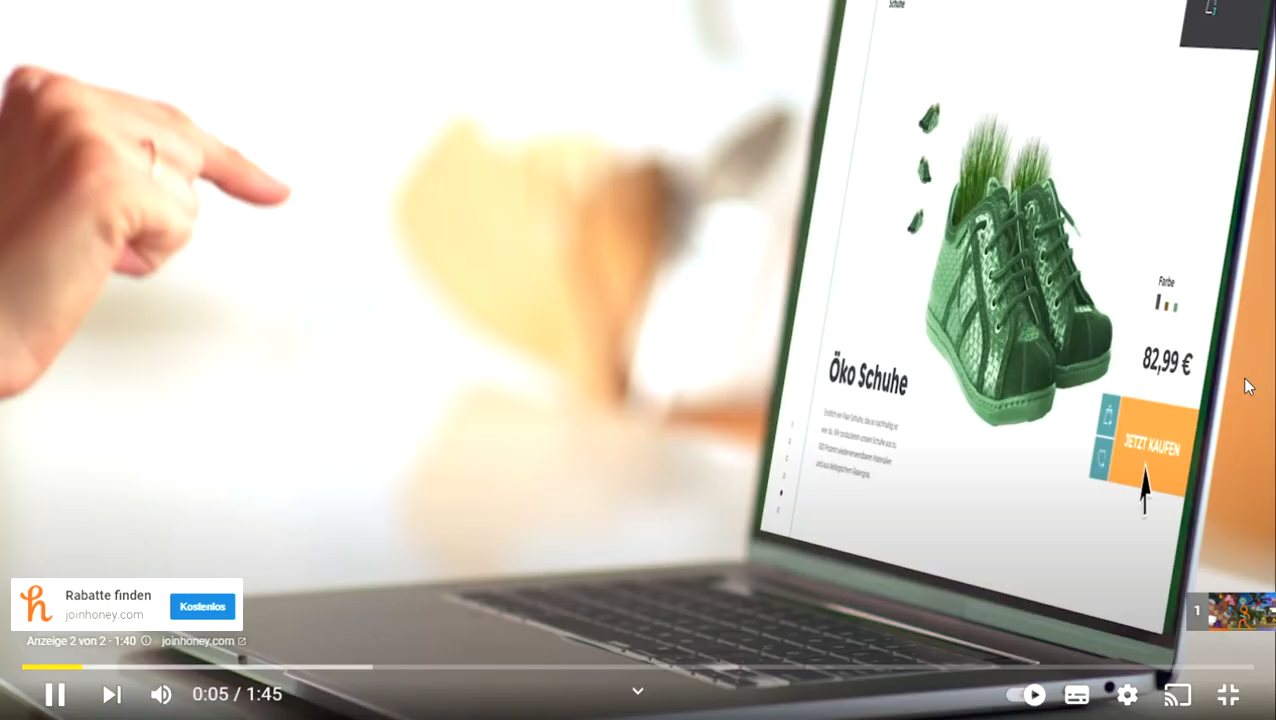 Schuhe
Farbe
82,99 €
Öko Schuhe
JETZT KAUFEN
Rabatte finden
joinhoney.com
Kostenlos
Anzeige 2 von 2 · 1:40
joinhoney.com
1
0:05 / 1:45